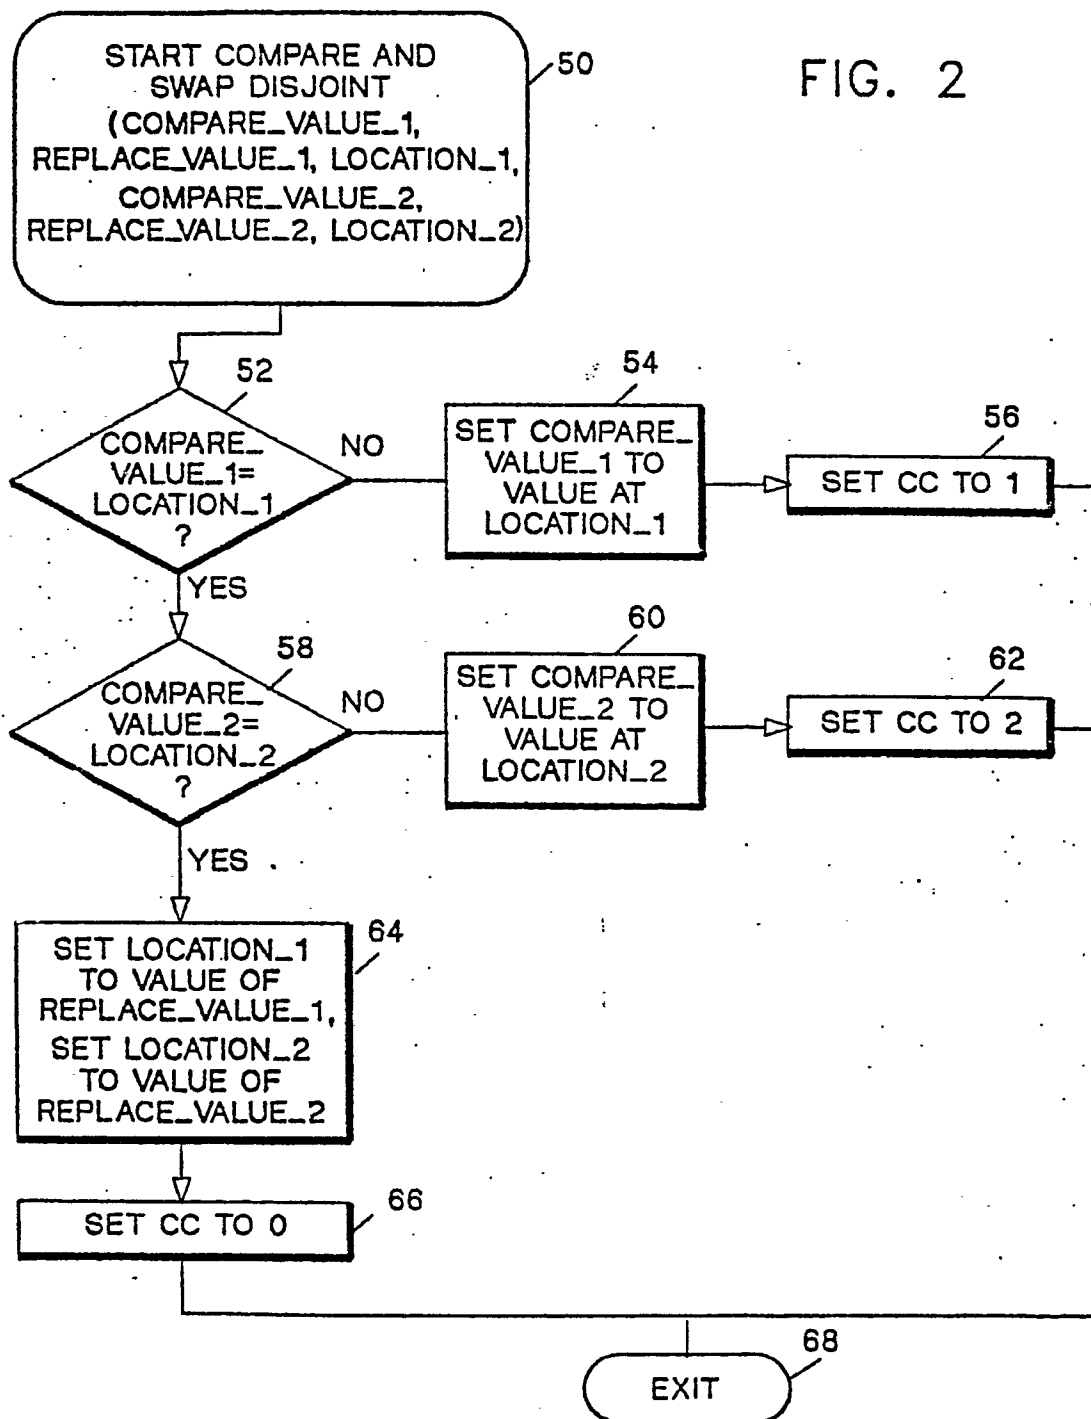 START COMPARE AND
SWAP DISJOINT
(COMPARE_VALUE_1,
REPLACE_VALUE_1, LOCATION_1,
COMPARE_VALUE_2,
REPLACE_VALUE_2, LOCATION_2)
50
FIG. 2
52
COMPARE_
VALUE_1=
LOCATION_1
?
NO
54
SET COMPARE_
VALUE_1 TO
VALUE AT
LOCATION_1
56
SET CC TO 1
YES
58
COMPARE_
VALUE_2=
LOCATION_2
?
NO
60
SET COMPARE_
VALUE_2 TO
VALUE AT
LOCATION_2
62
SET CC TO 2
YES
64
SET LOCATION_1
TO VALUE OF
REPLACE_VALUE_1,
SET LOCATION_2
TO VALUE OF
REPLACE_VALUE_2
66
SET CC TO 0
68
EXIT